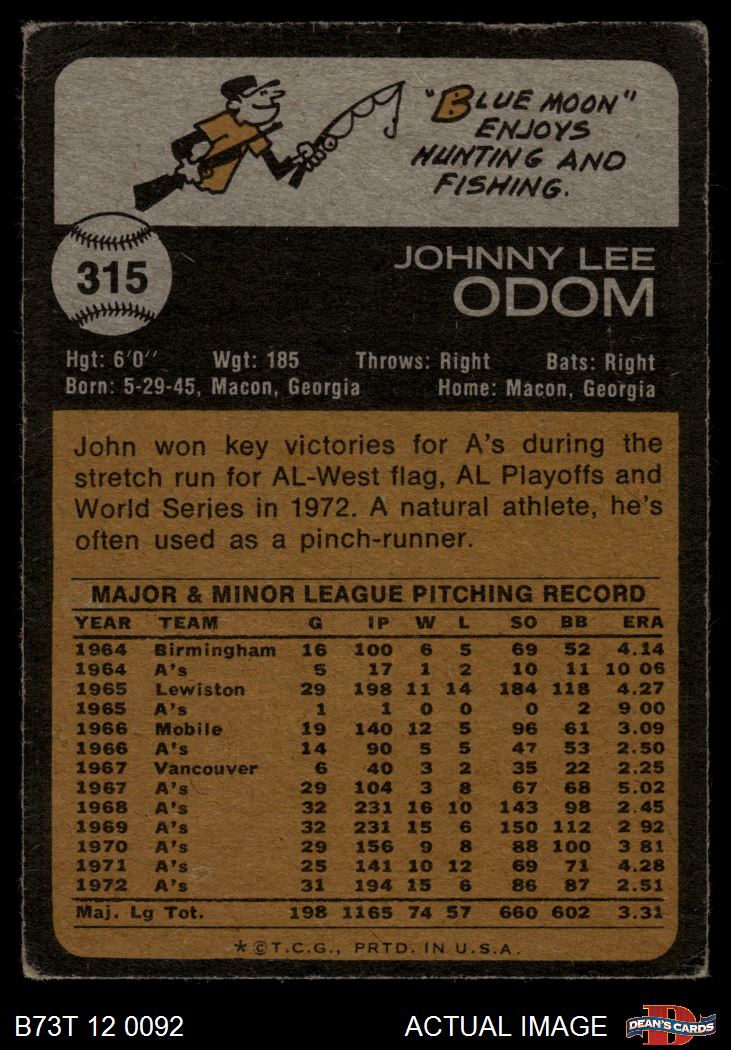 "BLUE MOON"
ENJOYS
HUNTING AND
FISHING.
315
JOHNNY LEE
ODOM
Hgt: 6'0" Wgt: 185 Throws: Right Bats: Right
Born: 5-29-45, Macon, Georgia Home: Macon, Georgia
John won key victories for A's during the
stretch run for AL-West flag, AL Playoffs and
World Series in 1972. A natural athlete, he's
often used as a pinch-runner.
MAJOR & MINOR LEAGUE PITCHING RECORD
YEAR TEAM G IP W L SO BB ERA
1964 Birmingham 16 100 6 5 69 52 4.14
1964 A's 5 17 1 2 10 11 10 06
1965 Lewiston 29 198 11 14 184 118 4.27
1965 A's 1 1 0 0 0 2 9 00
1966 Mobile 19 140 12 5 96 61 3.09
1966 A's 14 90 5 5 47 53 2.50
1967 Vancouver 6 40 3 2 35 22 2.25
1967 A's 29 104 3 8 67 68 5.02
1968 A's 32 231 16 10 143 98 2.45
1969 A's 32 231 15 6 150 112 2 92
1970 A's 29 156 9 8 88 100 3 81
1971 A's 25 141 10 12 69 71 4.28
1972 A's 31 194 15 6 86 87 2.51
Maj. Lg Tot. 198 1165 74 57 660 602 3.31
*©T.C.G., PRTD. IN U.S.A.
B73T 12 0092 ACTUAL IMAGE
D
DEAN'S CARDS